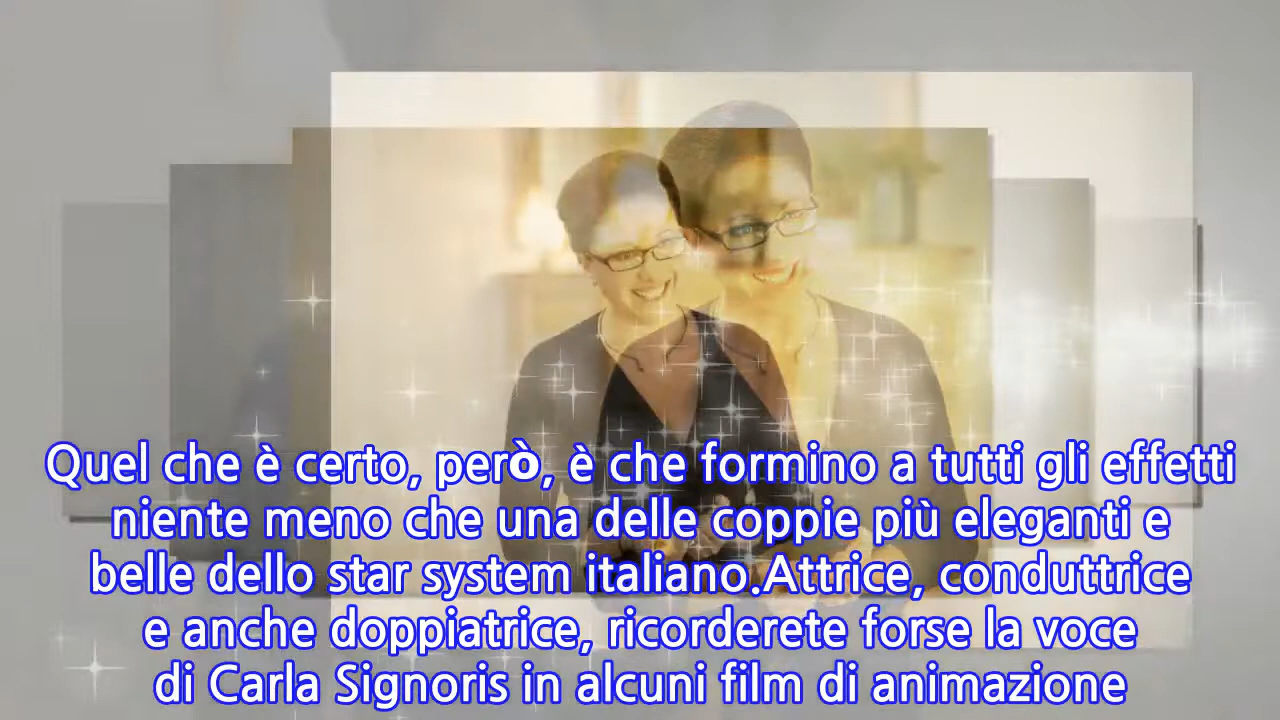 Quel che è certo, però, è che formino a tutti gli effetti
niente meno che una delle coppie più eleganti e
belle dello star system italiano.Attrice, conduttrice
e anche doppiatrice, ricorderete forse la voce
di Carla Signoris in alcuni film di animazione